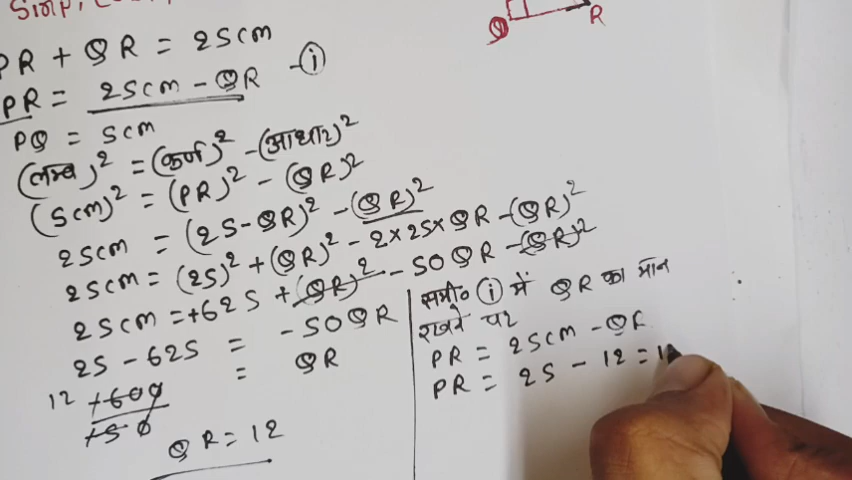 Q R
PR + QR = 25cm
PR = 25cm - QR -(i)
PQ = 5cm
(लम्ब)² = (कर्ण)² - (आधार)²
(5cm)² = (PR)² - (QR)²
25cm = (25-QR)² - (QR)²
25cm = (25)² + (QR)² - 2×25×QR - (QR)²
25cm = +625 + (QR)² - 50QR - (QR)²
25 - 625 = - 50QR
12 +600 = QR
+50
QR = 12
समी० (i) में QR का मान
रखने पर
PR = 25cm - QR
PR = 25 - 12 =